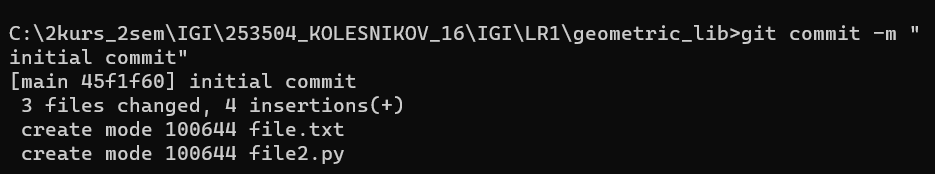 C:\2kurs_2sem\IGI\253504_KOLESNIKOV_16\IGI\LR1\geometric_lib>git commit -m "
initial commit"
[main 45f1f60] initial commit
 3 files changed, 4 insertions(+)
 create mode 100644 file.txt
 create mode 100644 file2.py